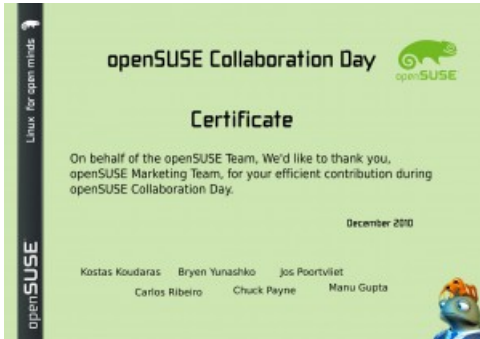 openSUSE Collaboration Day
openSUSE
Certificate
On behalf of the openSUSE Team, We'd like to thank you,
openSUSE Marketing Team, for your efficient contribution during
openSUSE Collaboration Day.
December 2010
Kostas Koudaras Bryen Yunashko Jos Poortvliet
Carlos Ribeiro Chuck Payne Manu Gupta
Linux for open minds
openSUSE